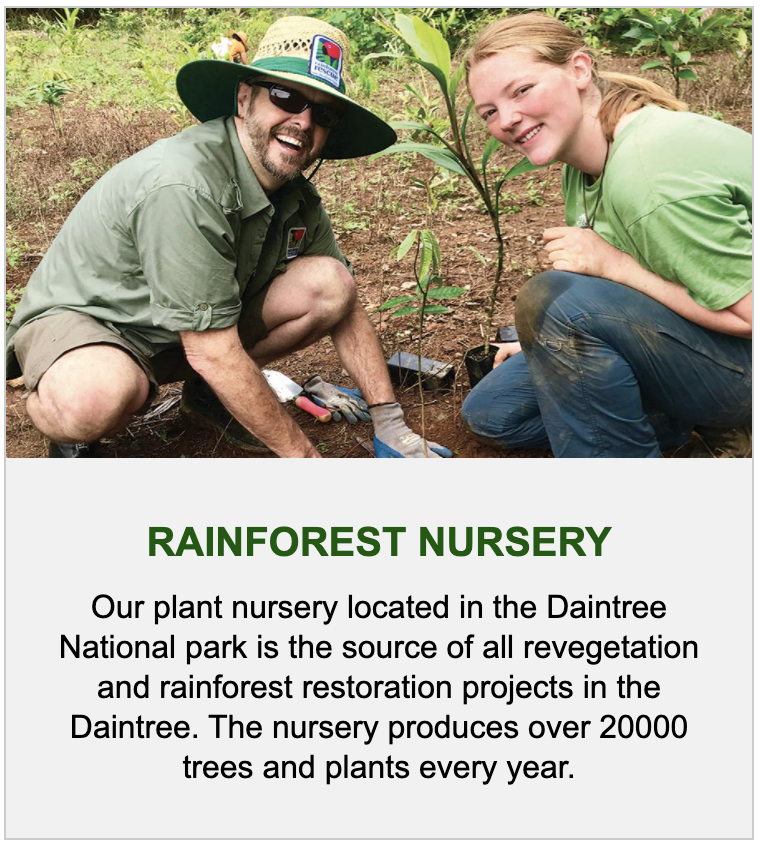 RAINFOREST NURSERY
Our plant nursery located in the Daintree
National park is the source of all revegetation
and rainforest restoration projects in the
Daintree. The nursery produces over 20000
trees and plants every year.